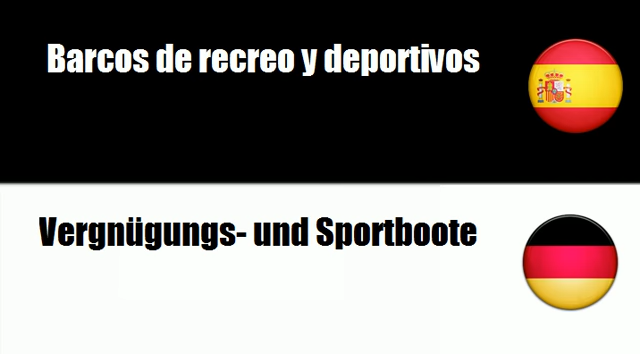 Barcos de recreo y deportivos
Vergnügungs- und Sportboote